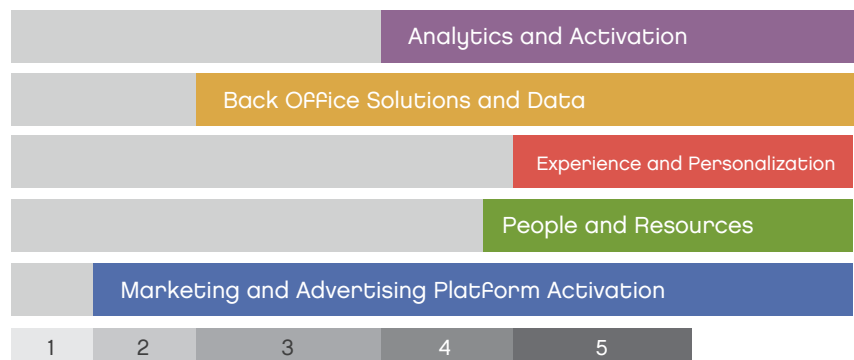 Analytics and Activation
Back Office Solutions and Data
Experience and Personalization
People and Resources
Marketing and Advertising Platform Activation
1 2 3 4 5